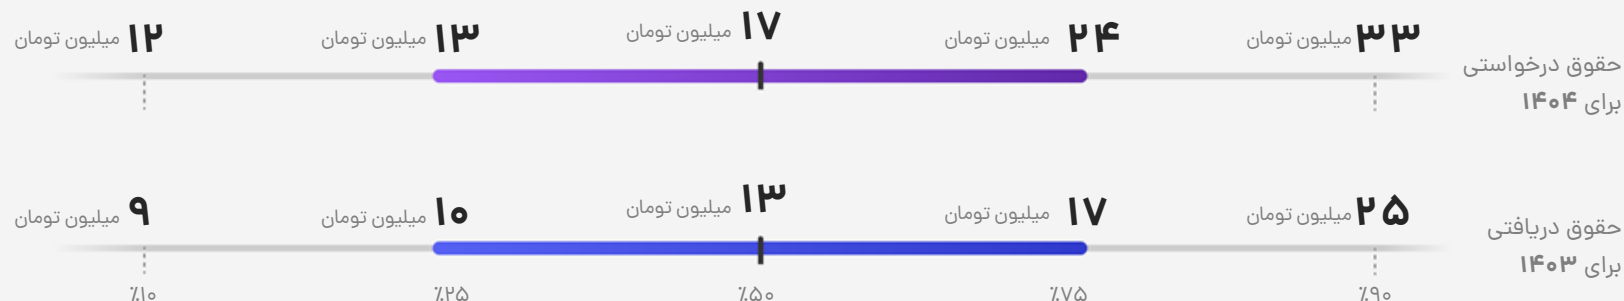 ۱۲ میلیون تومان
۱۳ میلیون تومان
۱۷ میلیون تومان
۲۴ میلیون تومان
۳۳ میلیون تومان
حقوق درخواستی
برای ۱۴۰۴
۹ میلیون تومان
۱۰ میلیون تومان
۱۳ میلیون تومان
۱۷ میلیون تومان
۲۵ میلیون تومان
حقوق دریافتی
برای ۱۴۰۳
٪۱۰
٪۲۵
٪۵۰
٪۷۵
٪۹۰